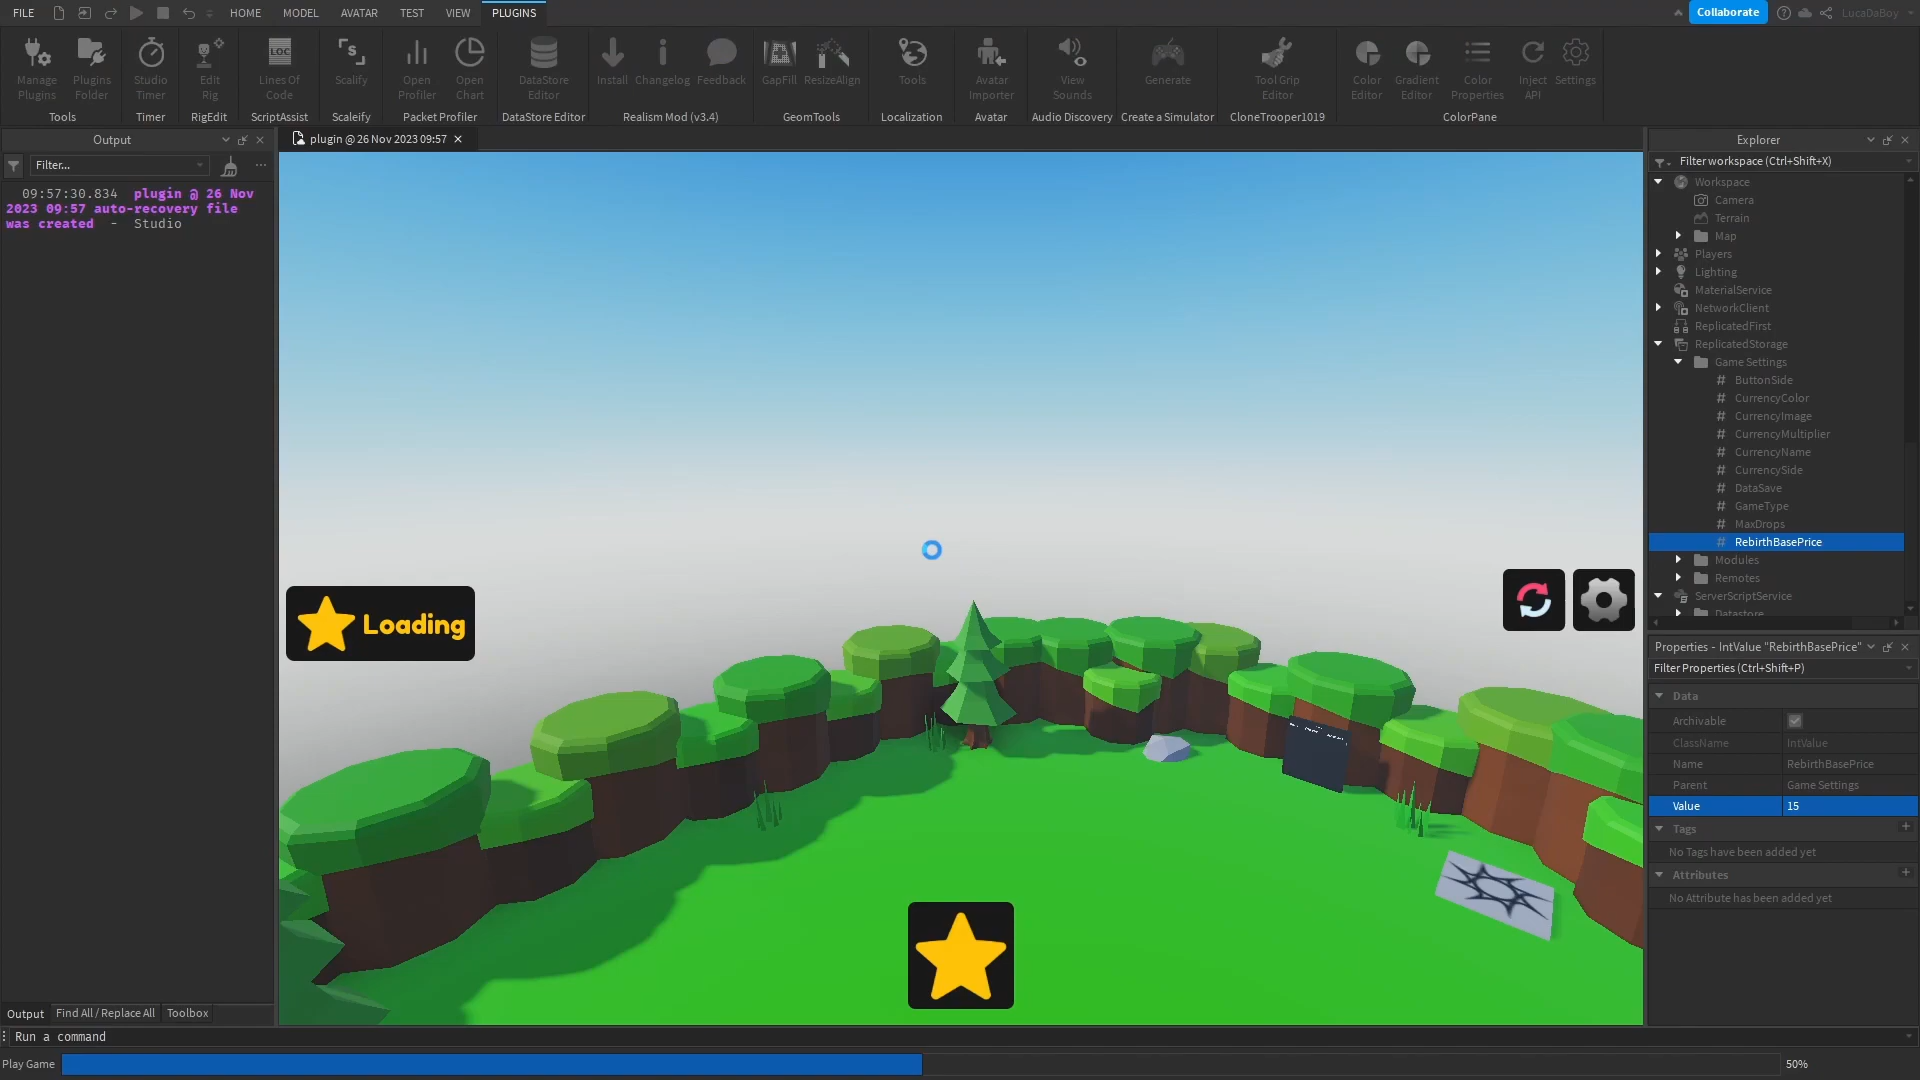 FILE HOME MODEL AVATAR TEST VIEW PLUGINS Collaborate LucaDaBoy
Manage Plugins
Plugins Folder
Tools
Studio Timer
Timer
Edit Rig
RigEdit
LOC
Lines Of Code
ScriptAssist
Scalify
Scaleify
Open Profiler
Open Chart
Packet Profiler
DataStore Editor
DataStore Editor
Install
Changelog
Feedback
Realism Mod (v3.4)
GapFill
ResizeAlign
GeomTools
Tools
Localization
Avatar Importer
Avatar
View Sounds
Audio Discovery
Generate
Create a Simulator
Tool Grip Editor
CloneTrooper1019
Color Editor
Gradient Editor
Color Properties
Inject API
Settings
ColorPane
Output
Filter...
09:57:30.834 plugin @ 26 Nov
2023 09:57 auto-recovery file
was created - Studio
plugin @ 26 Nov 2023 09:57
Loading
Explorer
Filter workspace (Ctrl+Shift+X)
Workspace
Camera
Terrain
Map
Players
Lighting
MaterialService
NetworkClient
ReplicatedFirst
ReplicatedStorage
Game Settings
# ButtonSide
# CurrencyColor
# CurrencyImage
# CurrencyMultiplier
# CurrencyName
# CurrencySide
# DataSave
# GameType
# MaxDrops
# RebirthBasePrice
Modules
Remotes
ServerScriptService
Datastore
Properties - IntValue "RebirthBasePrice"
Filter Properties (Ctrl+Shift+P)
Data
Archivable
ClassName IntValue
Name RebirthBasePrice
Parent Game Settings
Value 15
Tags
No Tags have been added yet
Attributes
No Attribute has been added yet
Output Find All / Replace All Toolbox
Run a command
Play Game 50%